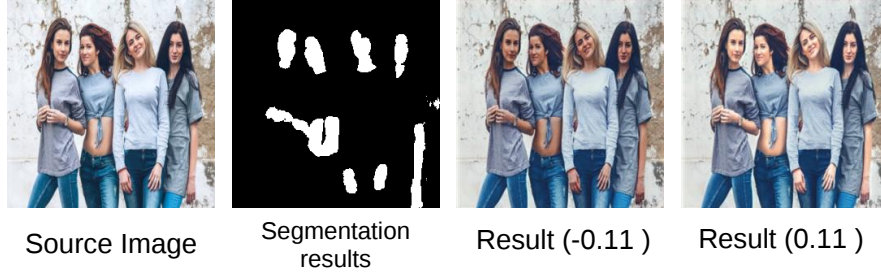 Source Image
Segmentation
results
Result (-0.11 )
Result (0.11 )